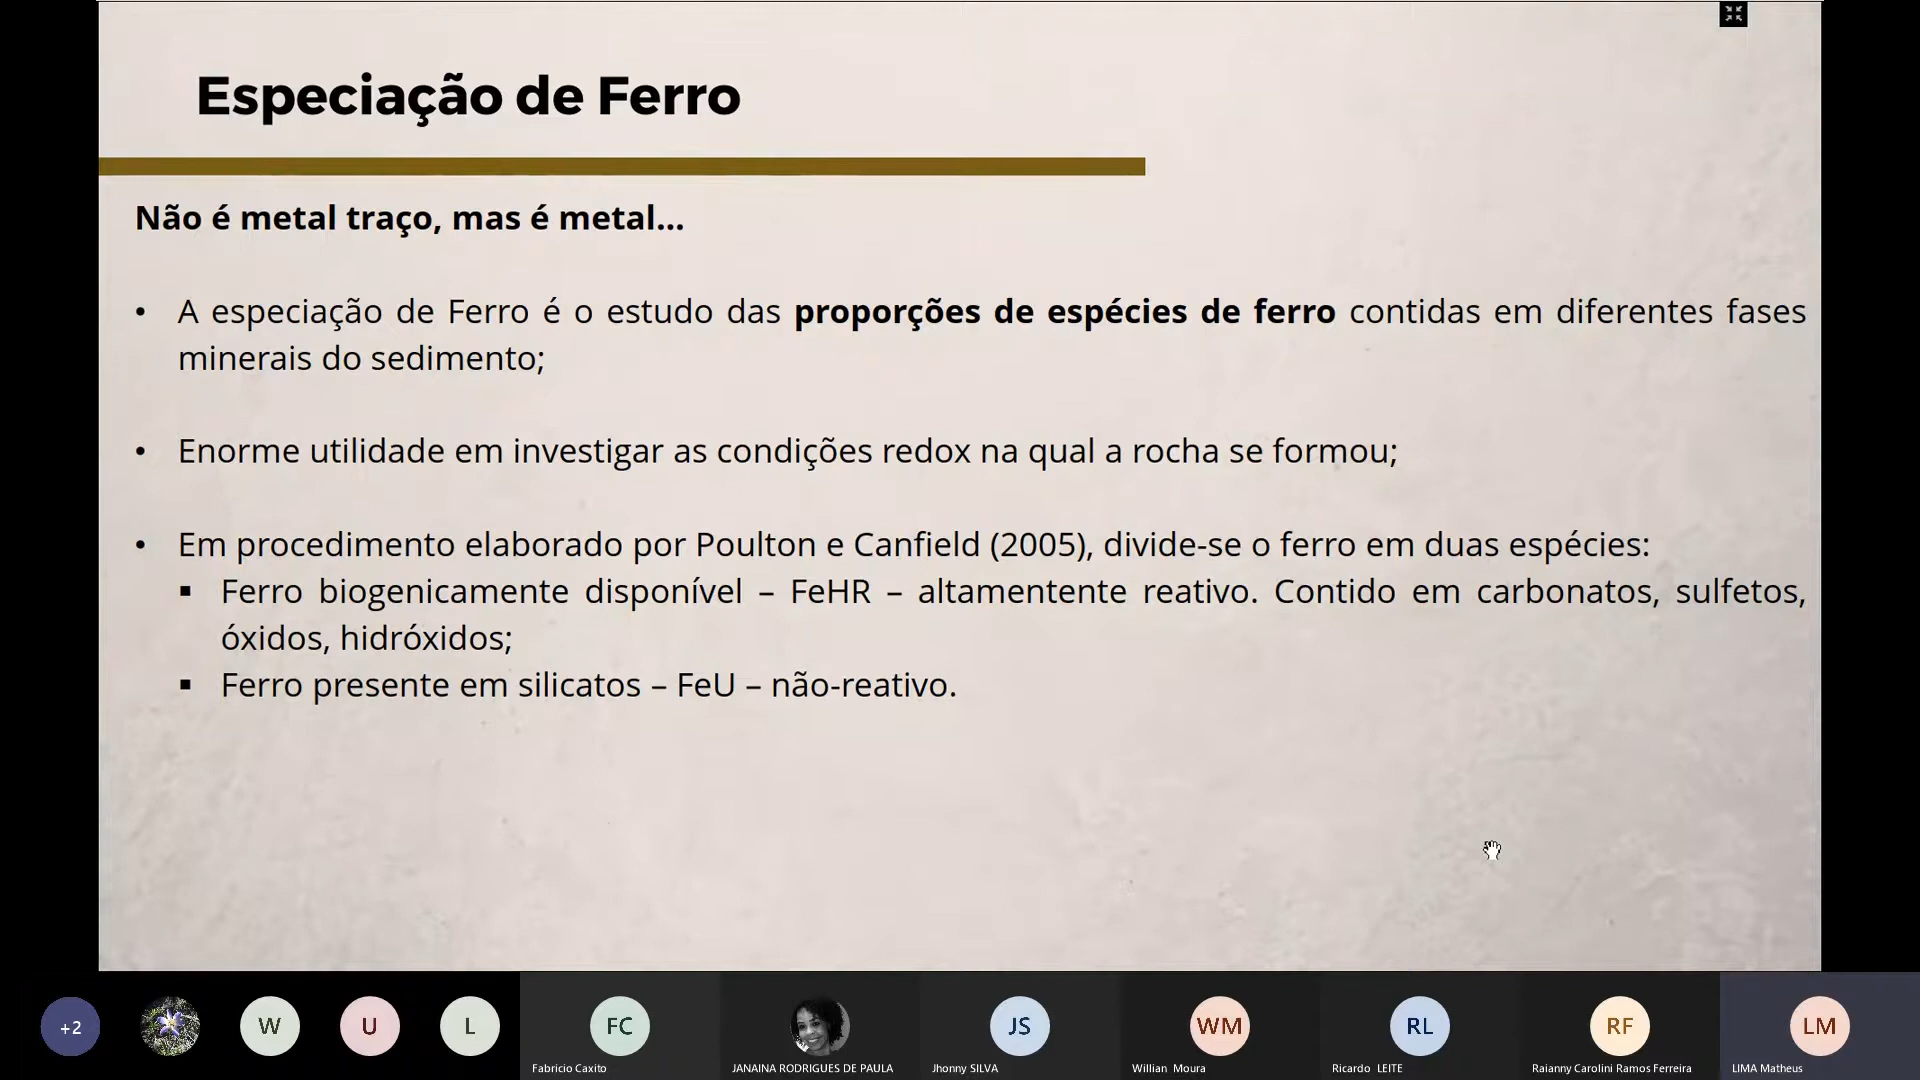 Especiação de Ferro
Não é metal traço, mas é metal...
• A especiação de Ferro é o estudo das proporções de espécies de ferro contidas em diferentes fases
minerais do sedimento;
• Enorme utilidade em investigar as condições redox na qual a rocha se formou;
• Em procedimento elaborado por Poulton e Canfield (2005), divide-se o ferro em duas espécies:
▪ Ferro biogenicamente disponível – FeHR – altamentente reativo. Contido em carbonatos, sulfetos,
óxidos, hidróxidos;
▪ Ferro presente em silicatos – FeU – não-reativo.
+2
W
U
L
FC
JS
WM
RL
RF
LM
Fabricio Caxito
JANAINA RODRIGUES DE PAULA
Jhonny SILVA
Willian Moura
Ricardo LEITE
Raianny Carolini Ramos Ferreira
LIMA Matheus